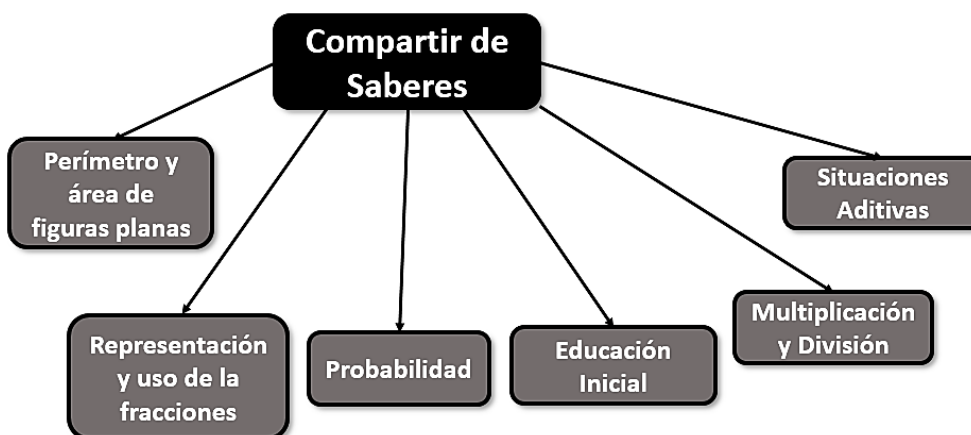 Compartir de
Saberes
Perímetro y
área de
figuras planas
Situaciones
Aditivas
Representación
y uso de la
fracciones
Probabilidad
Educación
Inicial
Multiplicación
y División